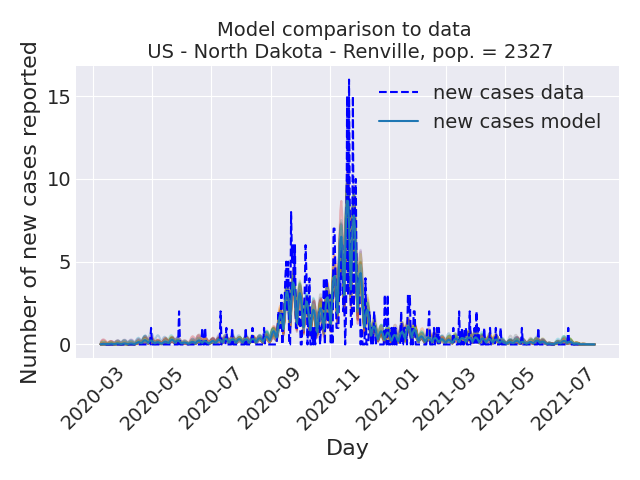 Model comparison to data
US - North Dakota - Renville, pop. = 2327
Number of new cases reported
15
10
5
0
new cases data
new cases model
2020-03
2020-05
2020-07
2020-09
2020-11
2021-01
2021-03
2021-05
2021-07
Day